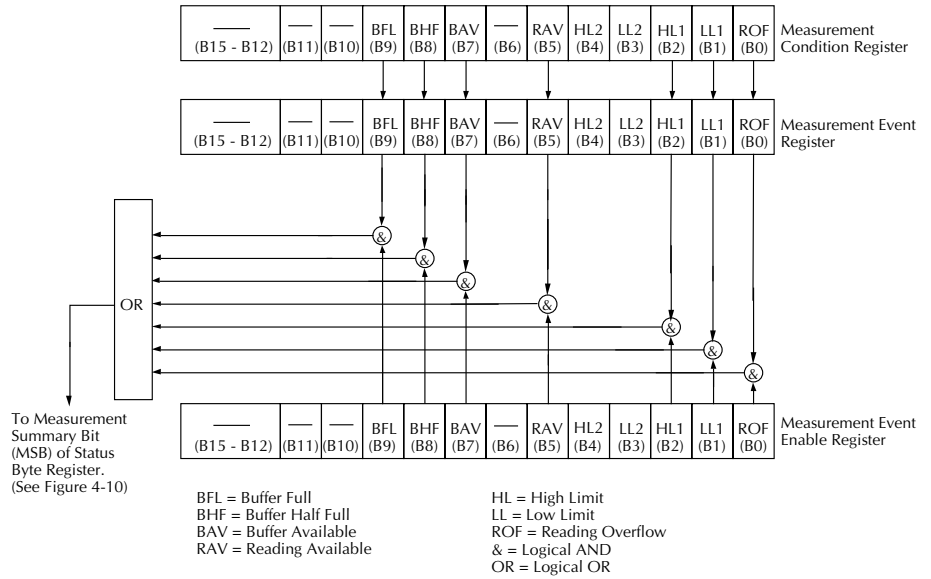 BFL BHF BAV RAV HL2 LL2 HL1 LL1 ROF
(B15 - B12) (B11) (B10) (B9) (B8) (B7) (B6) (B5) (B4) (B3) (B2) (B1) (B0)
Measurement
Condition Register
BFL BHF BAV RAV HL2 LL2 HL1 LL1 ROF
(B15 - B12) (B11) (B10) (B9) (B8) (B7) (B6) (B5) (B4) (B3) (B2) (B1) (B0)
Measurement Event
Register
&
&
&
&
&
&
&
OR
To Measurement
Summary Bit
(MSB) of Status
Byte Register.
(See Figure 4-10)
BFL BHF BAV RAV HL2 LL2 HL1 LL1 ROF
(B15 - B12) (B11) (B10) (B9) (B8) (B7) (B6) (B5) (B4) (B3) (B2) (B1) (B0)
Measurement Event
Enable Register
BFL = Buffer Full
BHF = Buffer Half Full
BAV = Buffer Available
RAV = Reading Available
HL = High Limit
LL = Low Limit
ROF = Reading Overflow
& = Logical AND
OR = Logical OR